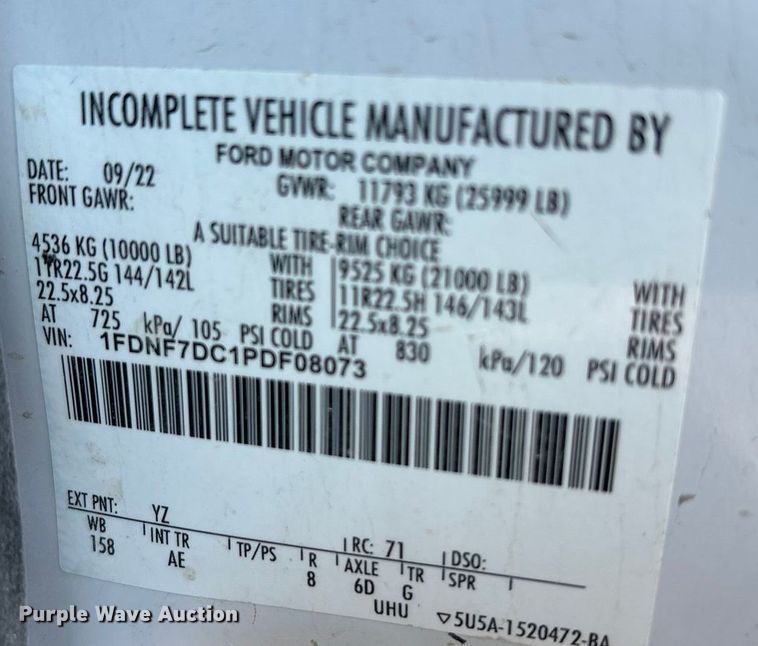 INCOMPLETE VEHICLE MANUFACTURED BY
FORD MOTOR COMPANY
DATE: 09/22 GVWR: 11793 KG (25999 LB)
FRONT GAWR: REAR GAWR:
A SUITABLE TIRE-RIM CHOICE
4536 KG (10000 LB) WITH 9525 KG (21000 LB) WITH
11R22.5G 144/142L TIRES 11R22.5H 146/143L TIRES
22.5x8.25 RIMS 22.5x8.25 RIMS
AT 725 kPa/ 105 PSI COLD AT 830 kPa/120 PSI COLD
VIN: 1FDNF7DC1PDF08073
EXT PNT: YZ RC: 71 DSO:
WB INT TR TP/PS R AXLE TR SPR
158 AE 8 6D G
UHU 5U5A-1520472-BA
Purple Wave Auction